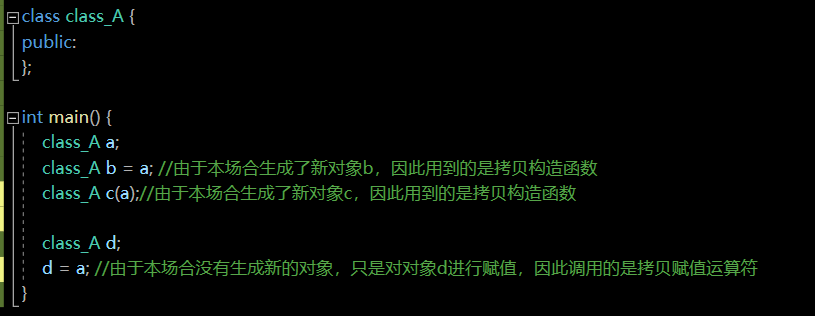 class class_A {
public:
};
int main() {
class_A a;
class_A b = a; //由于本场合生成了新对象b，因此用到的是拷贝构造函数
class_A c(a);//由于本场合生成了新对象c，因此用到的是拷贝构造函数
class_A d;
d = a; //由于本场合没有生成新的对象，只是对对象d进行赋值，因此调用的是拷贝赋值运算符
}